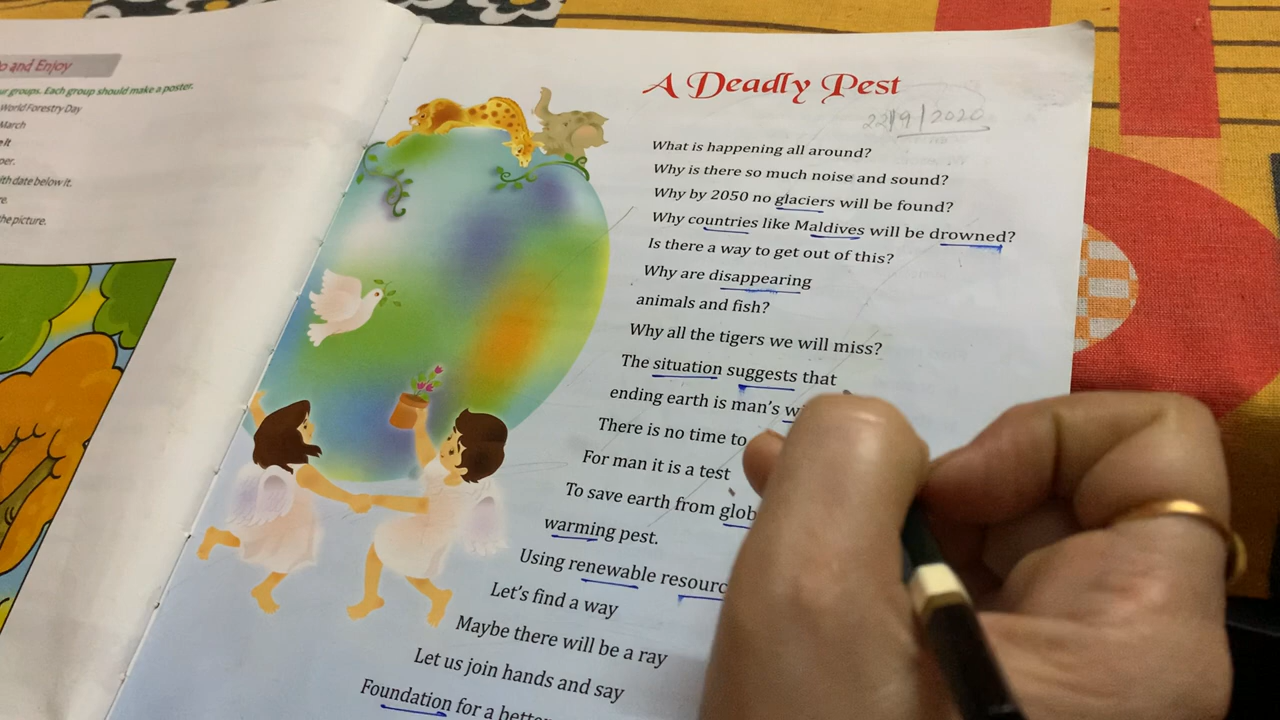 o and Enjoy
ur groups. Each group should make a poster.
World Forestry Day
March
it
per.
ith date below it.
re.
he picture.
A Deadly Pest
22/9/2020
What is happening all around?
Why is there so much noise and sound?
Why by 2050 no glaciers will be found?
Why countries like Maldives will be drowned?
Is there a way to get out of this?
Why are disappearing
animals and fish?
Why all the tigers we will miss?
The situation suggests that
ending earth is man's
There is no time to
For man it is a test
To save earth from glob
warming pest.
Using renewable resourc
Let's find a way
Maybe there will be a ray
Let us join hands and say
Foundation for a bette